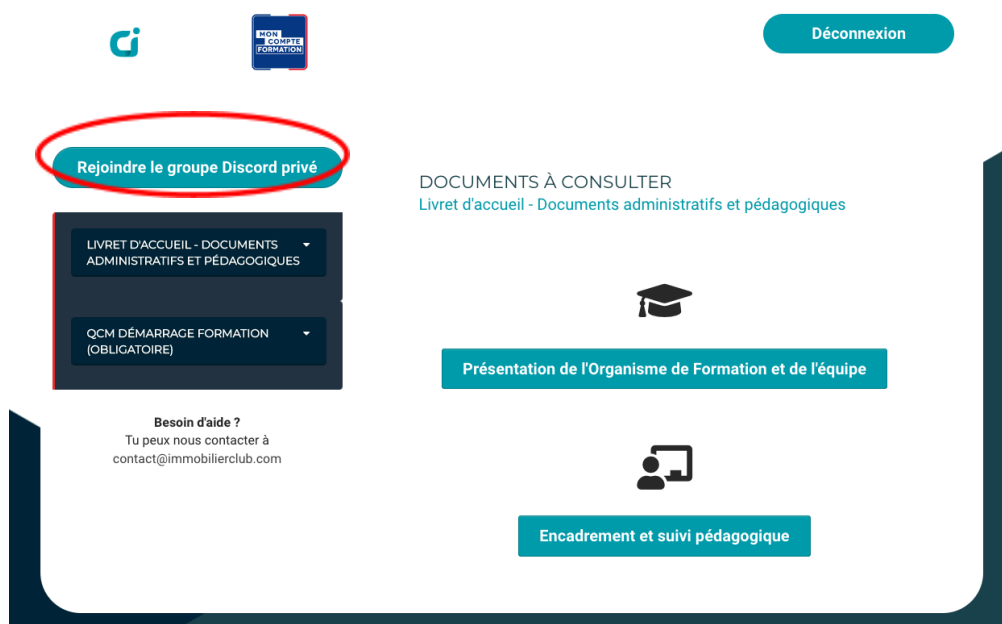 Ci
MON
COMPTE
FORMATION
Déconnexion
Rejoindre le groupe Discord privé
LIVRET D'ACCUEIL - DOCUMENTS
ADMINISTRATIFS ET PÉDAGOGIQUES
QCM DÉMARRAGE FORMATION
(OBLIGATOIRE)
Besoin d'aide ?
Tu peux nous contacter à
contact@immobilierclub.com
DOCUMENTS À CONSULTER
Livret d'accueil - Documents administratifs et pédagogiques
Présentation de l'Organisme de Formation et de l'équipe
Encadrement et suivi pédagogique